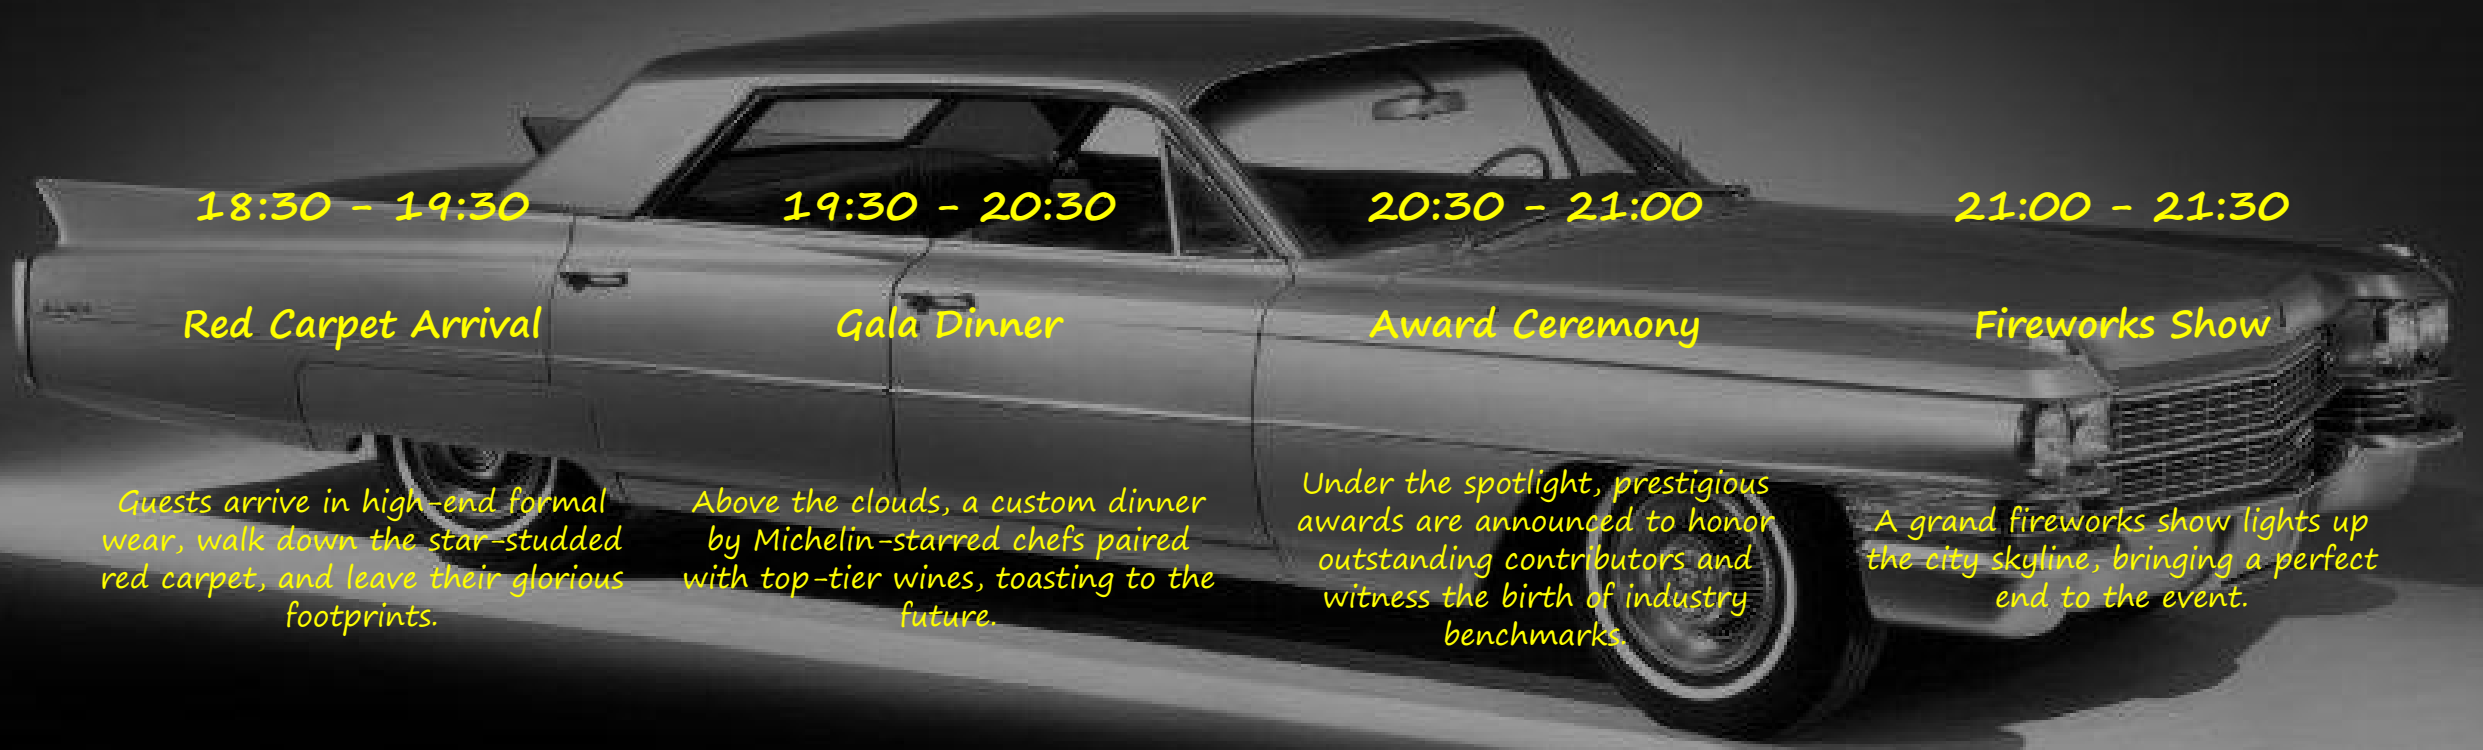 18:30 - 19:30
Red Carpet Arrival
Guests arrive in high-end formal
wear, walk down the star-studded
red carpet, and leave their glorious
footprints.
19:30 - 20:30
Gala Dinner
Above the clouds, a custom dinner
by Michelin-starred chefs paired
with top-tier wines, toasting to the
future.
20:30 - 21:00
Award Ceremony
Under the spotlight, prestigious
awards are announced to honor
outstanding contributors and
witness the birth of industry
benchmarks.
21:00 - 21:30
Fireworks Show
A grand fireworks show lights up
the city skyline, bringing a perfect
end to the event.